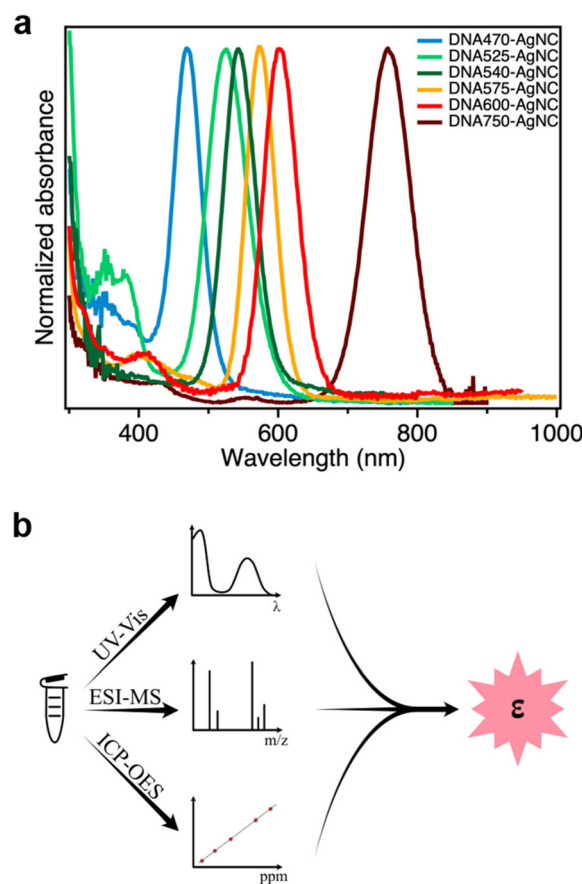 a
DNA470-AgNC
DNA525-AgNC
DNA540-AgNC
DNA575-AgNC
DNA600-AgNC
DNA750-AgNC
Normalized absorbance
400
600
800
1000
Wavelength (nm)
b
UV-Vis
λ
ESI-MS
m/z
ICP-OES
ppm
ε